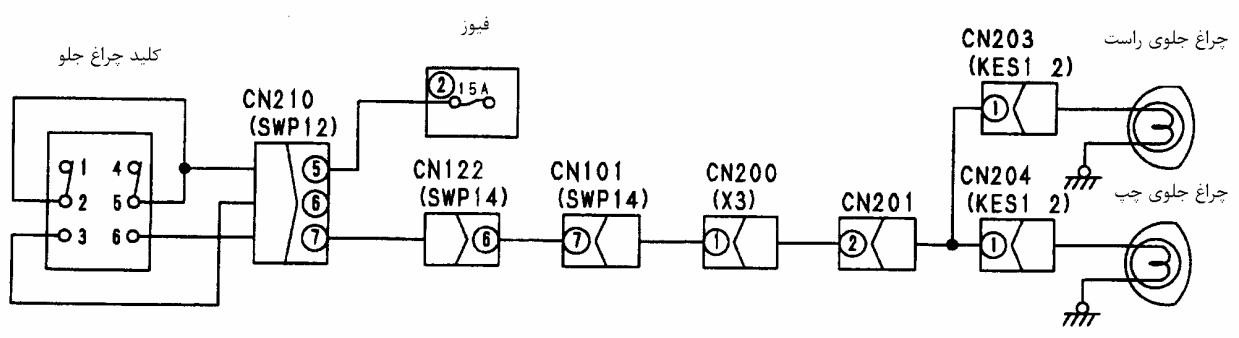 کلید چراغ جلو
1
4
2
5
3
6
CN210
(SWP12)
5
6
7
فیوز
2
15A
CN122
(SWP14)
6
CN101
(SWP14)
7
CN200
(X3)
1
CN201
2
CN203
(KES1 2)
1
چراغ جلوی راست
CN204
(KES1 2)
1
چراغ جلوی چپ